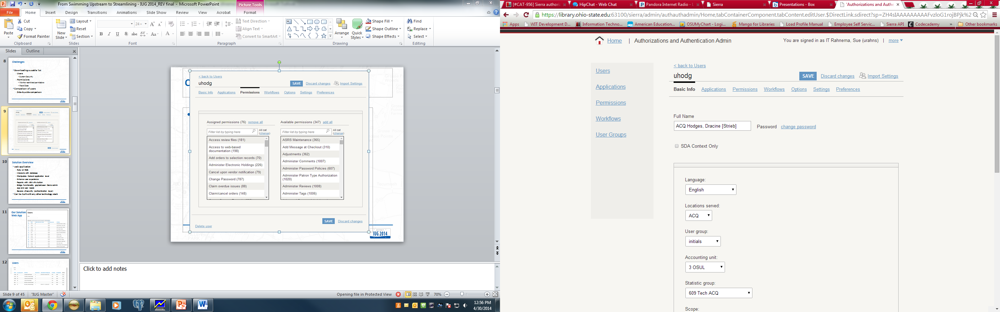 From Swimming Upstream to Streamlining - IUG 2014_REV final - Microsoft PowerPoint
Picture Tools
File Home Insert Design Transitions Animations Slide Show Review View Acrobat Format
Paste
Cut
Copy
Format Painter
Clipboard
New Slide
Layout
Reset
Section
Slides
24
Font
Text Direction
Align Text
Convert to SmartArt
Paragraph
Arrange
Quick Styles
Shape Fill
Shape Outline
Shape Effects
Drawing
Find
Replace
Select
Editing
Slides Outline
8
Challenges
Downloading a usable list
Users
System Security
Permissions
Monitor restricted permissions
Fiscal Close
Comparison of users
Side-by-side comparison
9
10
Solution Overview
web application
Ruby on Rails
Interacts with database
Manipulate Data at application level
Enhance user experience
Reports with click of a button
Bridge functionality gap between Sierra admin
app and user needs
Beware of security (authentication layer)
Can be built with any other technology stack
11
Our Solution:
Web App
Users
12
Users
< back to Users
uhodg
SAVE Discard changes Import Settings
Basic Info Applications Permissions Workflows Options Settings Preferences
Assigned permissions (76) remove all
Filter list by typing here
All cat
(change)
Access review files (181)
Access to web-based
documentation (198)
Add orders to selection records (70)
Administer Electronic Holdings (226)
Cancel upon vendor notification (79)
Change Password (787)
Claim overdue issues (88)
Claim/cancel orders (148)
Available permissions (347) add all
Filter list by typing here
All cat
(change)
ASRS Maintenance (365)
Add Message at Checkout (310)
Adjustments (362)
Administer Comments (1007)
Administer Password Policies (607)
Administer Patron Type Authorization
(1020)
Administer Reviews (1008)
Administer Tags (1006)
SAVE Discard changes
Delete user
DETROIT
IUG 2014
Click to add notes
Slide 9 of 45 "IUG Master" Opening file in Protected View 70%
12:56 PM
4/30/2014
[#CAT-956] Sierra authori
HipChat - Web Chat
Pandora Internet Radio - L
Sierra
Presentations - Box
'Authorizations and Authe
https://library.ohio-state.edu:63100/sierra/admin/authauthadmin/Home,tabContainerComponent.tabContent.editUser.$DirectLink.sdirect?sp=ZH4sIAAAAAAAAAFvzloG1rojBPjk%2
Apps WIT Development D... Information Techno... American Education... OSUMyChart - Logi... Mango for Libraries Load Profile Manual Employee Self Servic... Sierra API Codecademy » Other bookmarks
Home | Authorizations and Authentication Admin You are signed in as IT Rahnema, Sue (urahns) | more
Users
Applications
Permissions
Workflows
User Groups
< back to Users
uhodg
SAVE Discard changes Import Settings
Basic Info Applications Permissions Workflows Options Settings Preferences
Full Name
ACQ Hodges, Dracine [Strieb] Password change password
SDA Context Only
Language:
English
Locations served:
ACQ
User group:
initials
Accounting unit:
3 OSUL
Statistic group:
609 Tech ACQ
Scope: